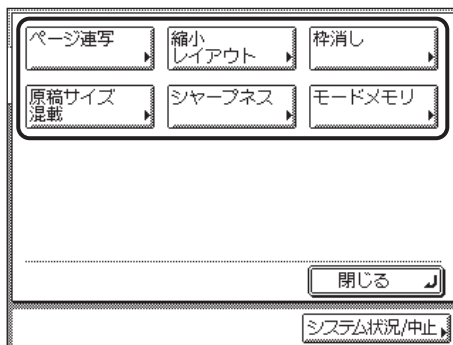 ページ連写
縮小
レイアウト
枠消し
原稿サイズ
混載
シャープネス
モードメモリ
閉じる
システム状況/中止